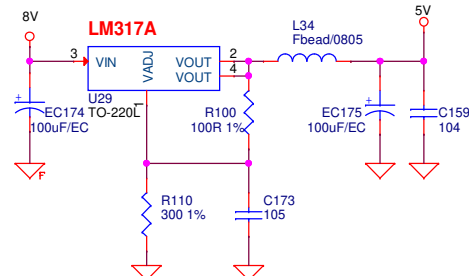 8V
LM317A
L34
Fbead/0805
5V
3
VIN
VADJ
VOUT
VOUT
2
4
U29
TO-220L
1
EC174
100uF/EC
R100
100R 1%
EC175
100uF/EC
C159
104
R110
300 1%
C173
105
F
+
+